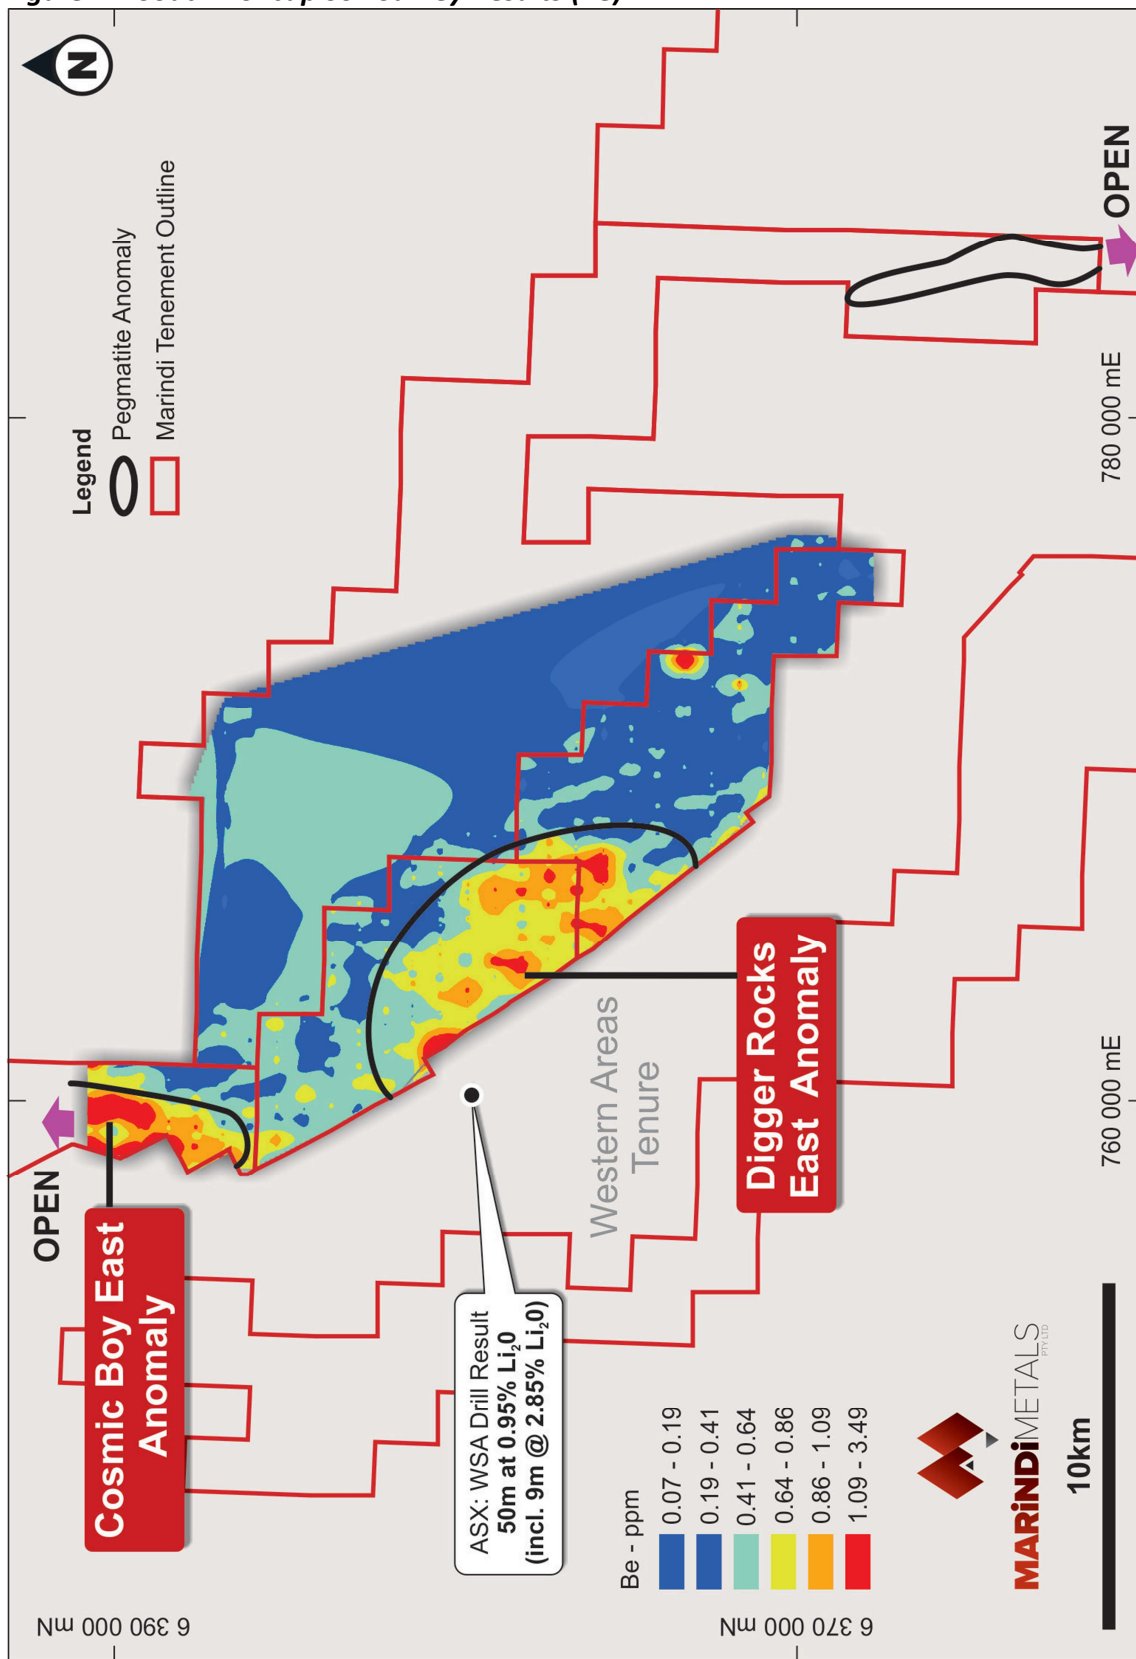 N
Legend
Pegmatite Anomaly
Marindi Tenement Outline
OPEN
Cosmic Boy East
Anomaly
ASX: WSA Drill Result
50m at 0.95% Li₂0
(incl. 9m @ 2.85% Li₂0)
Western Areas
Tenure
Digger Rocks
East Anomaly
OPEN
Be - ppm
0.07 - 0.19
0.19 - 0.41
0.41 - 0.64
0.64 - 0.86
0.86 - 1.09
1.09 - 3.49
MARiNDiMETALS
PTY LTD
10km
6 390 000 mN
6 370 000 mN
760 000 mE
780 000 mE